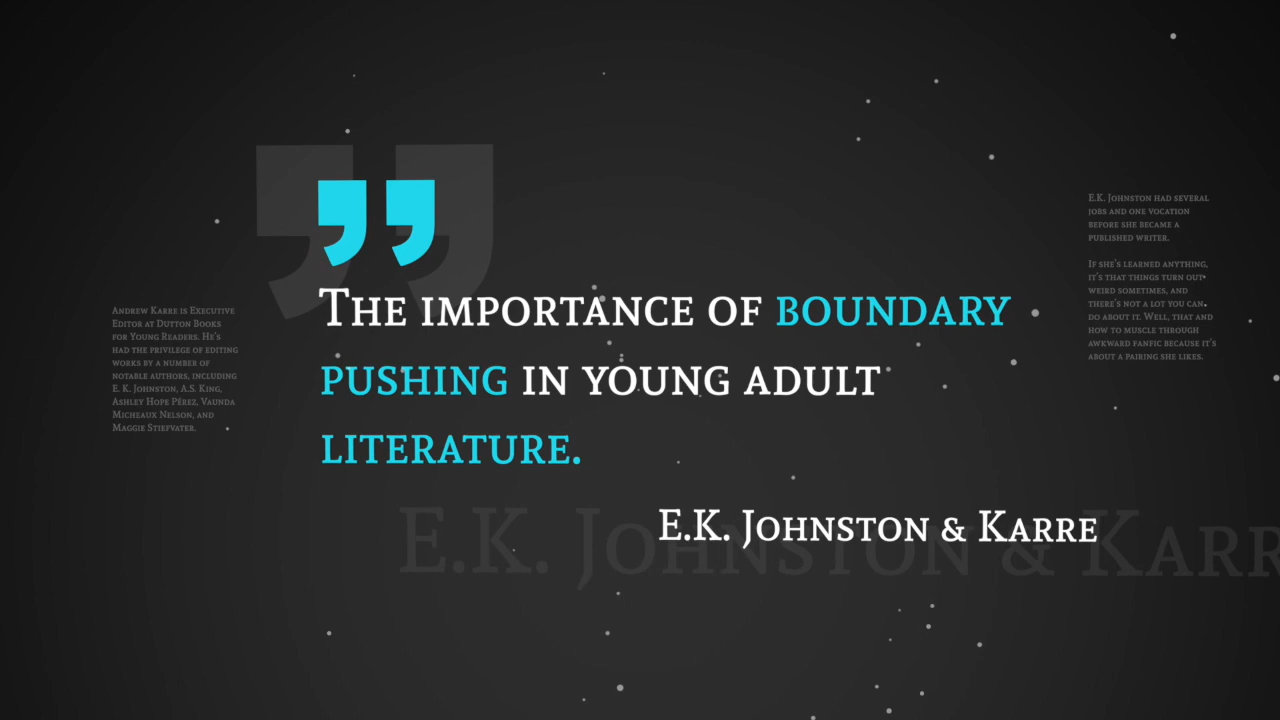 ”
The importance of boundary
pushing in young adult
literature.
E.K. Johnston & Karre
E.K. Johnston & Karr
Andrew Karre is Executive
Editor at Dutton Books
for Young Readers. He's
had the privilege of editing
works by a number of
notable authors, including
E. K. Johnston, A.S. King,
Ashley Hope Pérez, Vaunda
Micheaux Nelson, and
Maggie Stiefvater.
E.K. Johnston had several
jobs and one vocation
before she became a
published writer.
If she's learned anything,
it's that things turn out
weird sometimes, and
there's not a lot you can
do about it. Well, that and
how to muscle through
awkward fanfic because it's
about a pairing she likes.